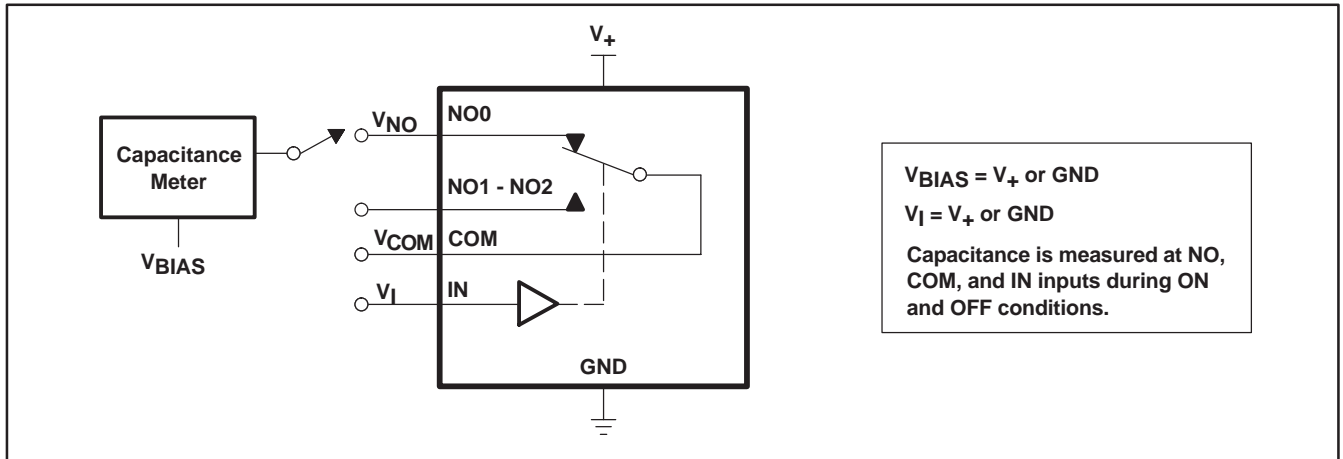 V+
VNO
NO0
Capacitance
Meter
NO1 - NO2
VCOM
COM
VBIAS
VI
IN
GND
VBIAS = V+ or GND
VI = V+ or GND
Capacitance is measured at NO,
COM, and IN inputs during ON
and OFF conditions.